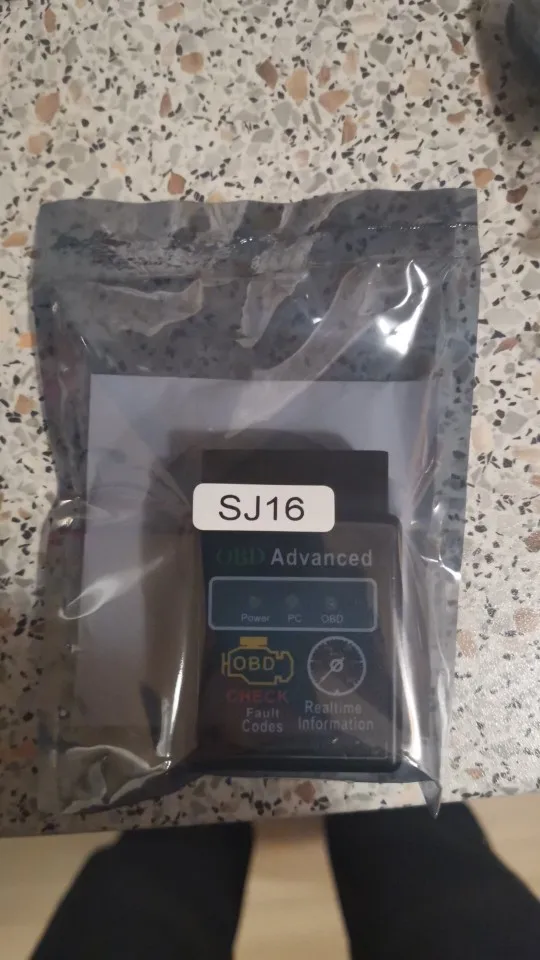 SJ16
OBD Advanced
Power PC OBD
OBD
CHECK
Fault
Codes
Realtime
Information